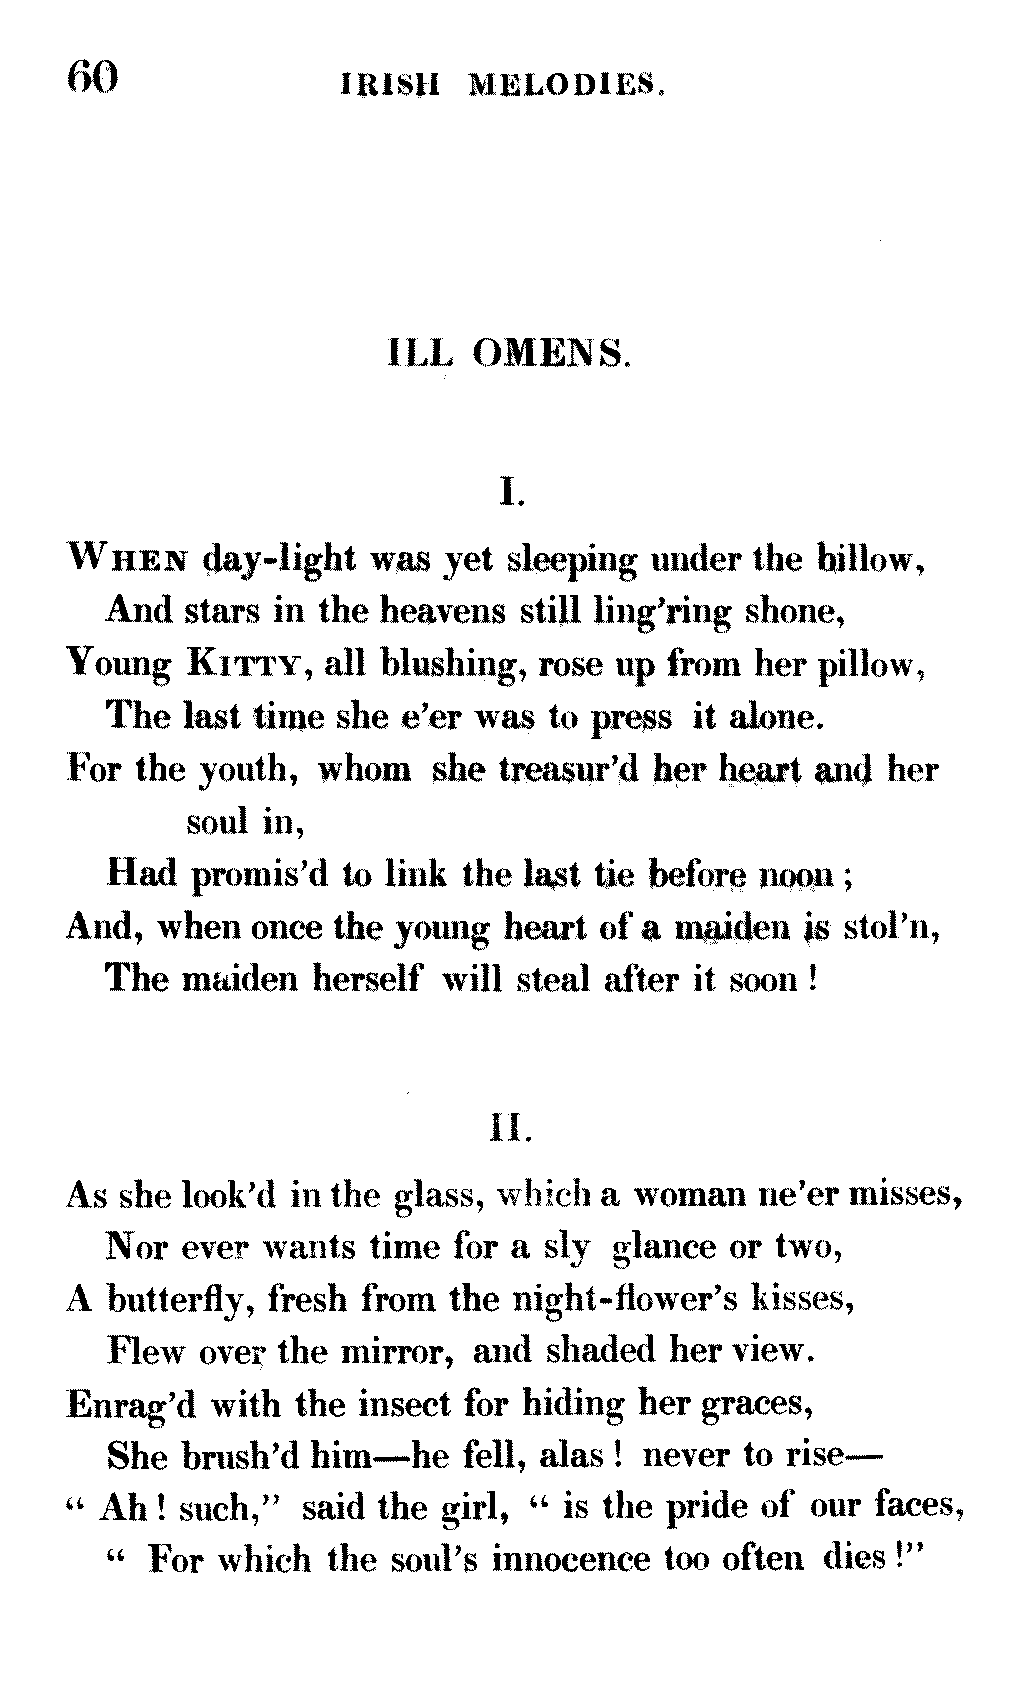 60 IRISH MELODIES.
ILL OMENS.
I.
WHEN day-light was yet sleeping under the billow,
And stars in the heavens still ling'ring shone,
Young KITTY, all blushing, rose up from her pillow,
The last time she e'er was to press it alone.
For the youth, whom she treasur'd her heart and her
soul in,
Had promis'd to link the last tie before noon ;
And, when once the young heart of a maiden is stol'n,
The maiden herself will steal after it soon !
II.
As she look'd in the glass, which a woman ne'er misses,
Nor ever wants time for a sly glance or two,
A butterfly, fresh from the night-flower's kisses,
Flew over the mirror, and shaded her view.
Enrag'd with the insect for hiding her graces,
She brush'd him—he fell, alas ! never to rise—
“ Ah ! such,” said the girl, “ is the pride of our faces,
“ For which the soul's innocence too often dies !”